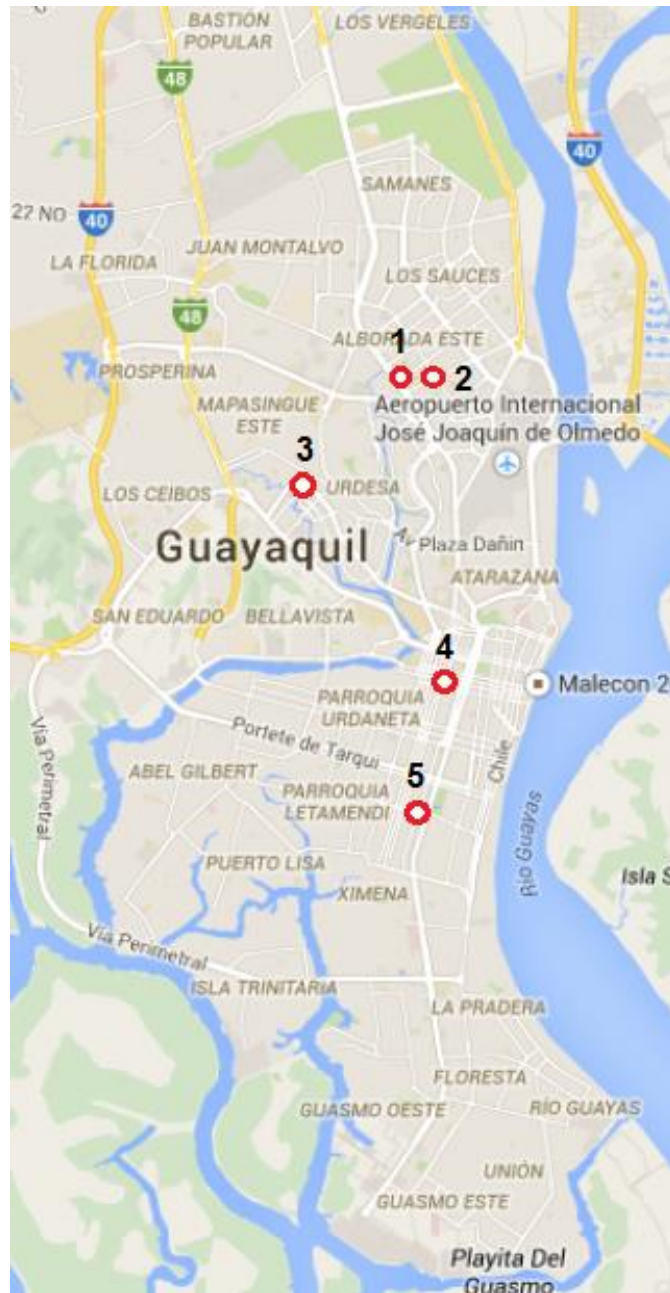 BASTIÓN
POPULAR
LOS VERGELES
48
40
SAMANES
22 NO
40
JUAN MONTALVO
LA FLORIDA
LOS SAUCES
48
ALBORADA ESTE
1
PROSPERINA
2
MAPASINGUE
ESTE
Aeropuerto Internacional
José Joaquín de Olmedo
3
LOS CEIBOS
URDESA
Guayaquil
Av
Plaza Dañin
ATARAZANA
SAN EDUARDO
BELLAVISTA
4
Malecon 2
PARROQUIA
URDANETA
Vía Perimetral
Portete de Tarqui
Chile
ABEL GILBERT
PARROQUIA
LETAMENDI
5
Río Guayas
PUERTO LISA
Isla S
XIMENA
Vía Perimetral
ISLA TRINITARIA
LA PRADERA
FLORESTA
GUASMO OESTE
RÍO GUAYAS
UNIÓN
GUASMO ESTE
Playita Del
Guasmo